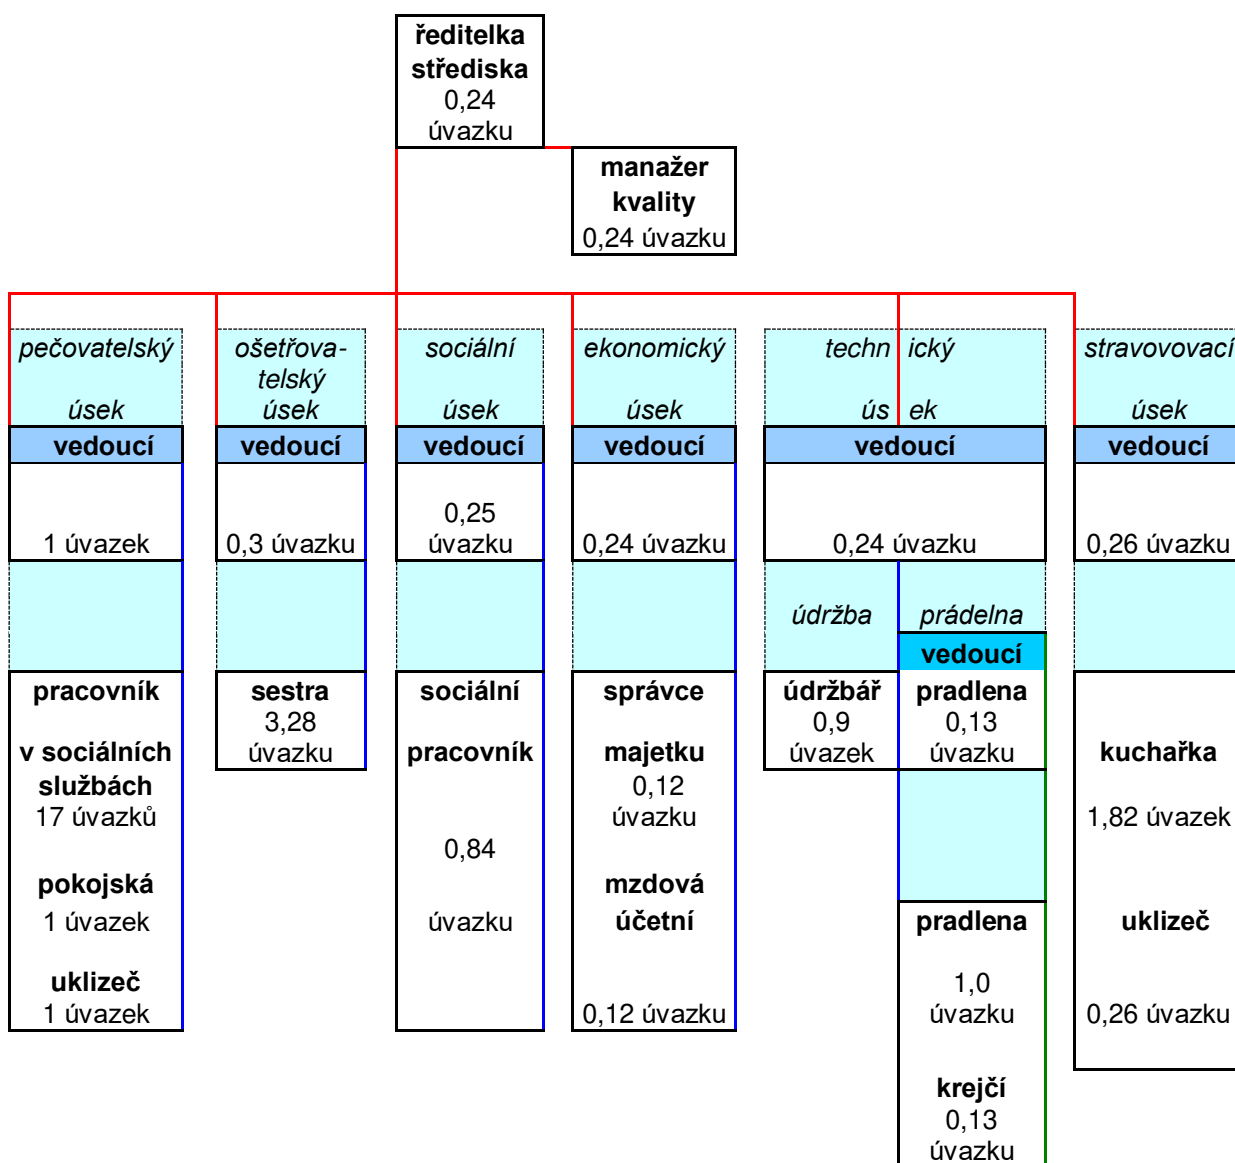 ředitelka
střediska
0,24
úvazku
manažer
kvality
0,24 úvazku
pečovatelský
úsek
vedoucí
1 úvazek
pracovník
v sociálních
službách
17 úvazků
pokojská
1 úvazek
uklizeč
1 úvazek
ošetřova-
telský
úsek
vedoucí
0,3 úvazku
sestra
3,28
úvazku
sociální
úsek
vedoucí
0,25
úvazku
sociální
pracovník
0,84
úvazku
ekonomický
úsek
vedoucí
0,24 úvazku
správce
majetku
0,12
úvazku
mzdová
účetní
0,12 úvazku
techn ický
ús ek
vedoucí
0,24 úvazku
údržba
údržbář
0,9
úvazek
prádelna
vedoucí
pradlena
0,13
úvazku
pradlena
1,0
úvazku
krejčí
0,13
úvazku
stravovovací
úsek
vedoucí
0,26 úvazku
kuchařka
1,82 úvazek
uklizeč
0,26 úvazku